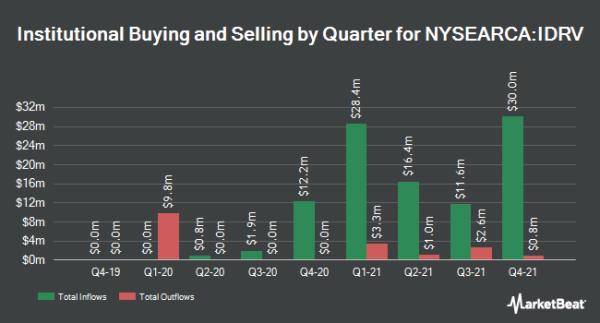 Institutional Buying and Selling by Quarter for NYSEARCA:IDRV
$32m
$28m
$24m
$20m
$16m
$12m
$8m
$4m
$0m
$0.0m
$0.0m
$0.0m
$9.8m
$0.8m
$0.0m
$1.9m
$0.0m
$12.2m
$0.0m
$28.4m
$3.3m
$16.4m
$1.0m
$11.6m
$2.6m
$30.0m
$0.8m
Q4-19 Q1-20 Q2-20 Q3-20 Q4-20 Q1-21 Q2-21 Q3-21 Q4-21
Total Inflows Total Outflows
MarketBeat